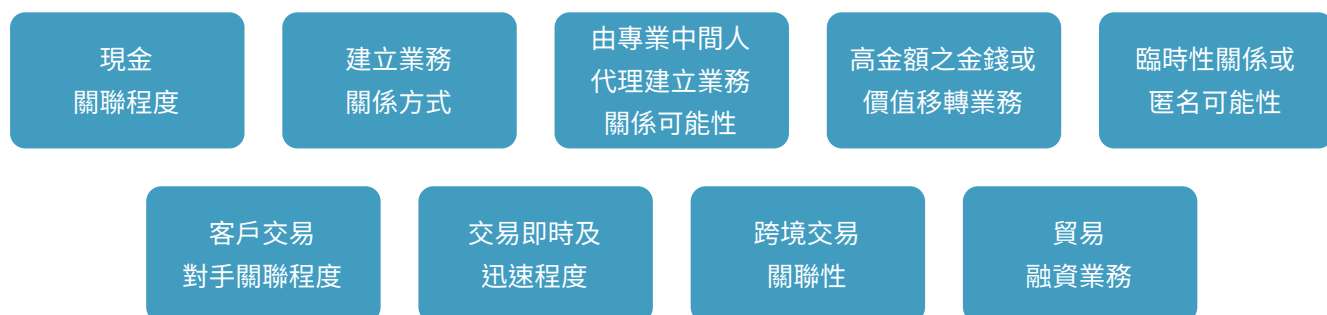 現金
關聯程度
建立業務
關係方式
由專業中間人
代理建立業務
關係可能性
高金額之金錢或
價值移轉業務
臨時性關係或
匿名可能性
客戶交易
對手關聯程度
交易即時及
迅速程度
跨境交易
關聯性
貿易
融資業務